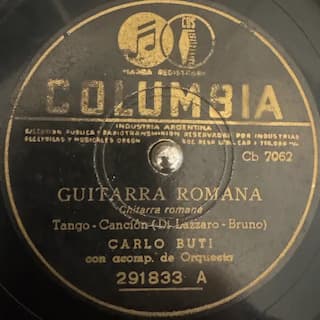 MARCA REGISTRADA
COLUMBIA
INDUSTRIA ARGENTINA
EJECUCION PUBLICA Y RADIOTRANSMISION RESERVADOS POR INDUSTRIAS
ELECTRICAS Y MUSICALES ODEON
Cb 7062
GUITARRA ROMANA
Chitarra romana
Tango - Canción (Di Lazzaro - Bruno)
CARLO BUTI
con acomp. de Orquesta
291833 A